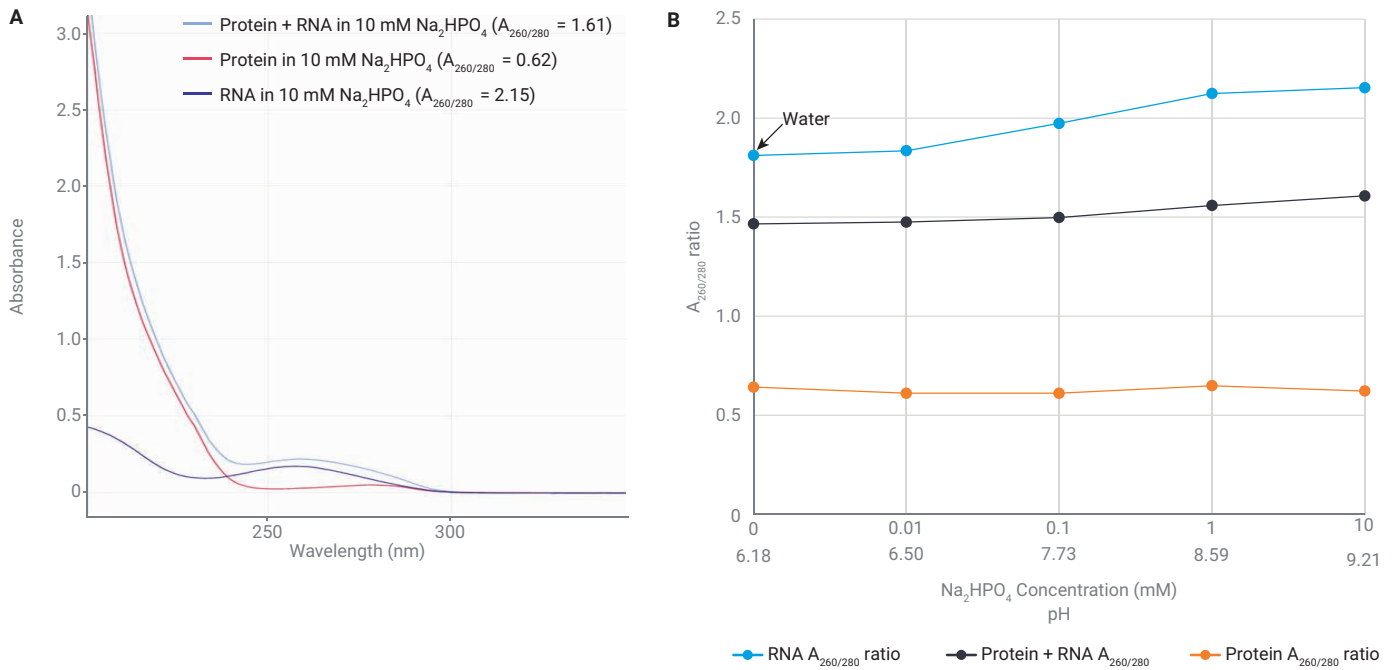 A
Protein + RNA in 10 mM Na₂HPO₄ (A₂₆₀/₂₈₀ = 1.61)
Protein in 10 mM Na₂HPO₄ (A₂₆₀/₂₈₀ = 0.62)
RNA in 10 mM Na₂HPO₄ (A₂₆₀/₂₈₀ = 2.15)
3.0
2.5
2.0
1.5
1.0
0.5
0
Absorbance
250
300
Wavelength (nm)
B
2.5
2.0
1.5
1.0
0.5
0
A₂₆₀/₂₈₀ ratio
Water
0 0.01 0.1 1 10
6.18 6.50 7.73 8.59 9.21
Na₂HPO₄ Concentration (mM)
pH
RNA A₂₆₀/₂₈₀ ratio
Protein + RNA A₂₆₀/₂₈₀
Protein A₂₆₀/₂₈₀ ratio